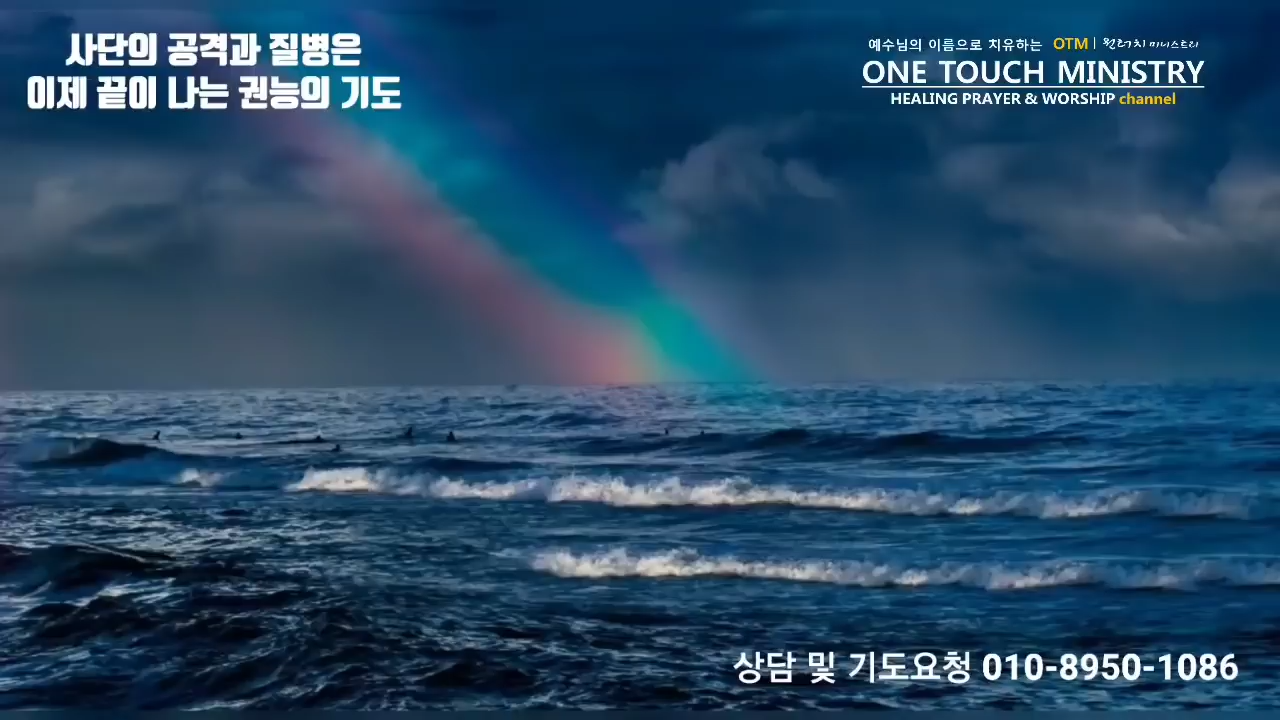 사단의 공격과 질병은
이제 끝이 나는 권능의 기도
예수님의 이름으로 치유하는 OTM | 원터치 미니스트리
ONE TOUCH MINISTRY
HEALING PRAYER & WORSHIP channel
상담 및 기도요청 010-8950-1086